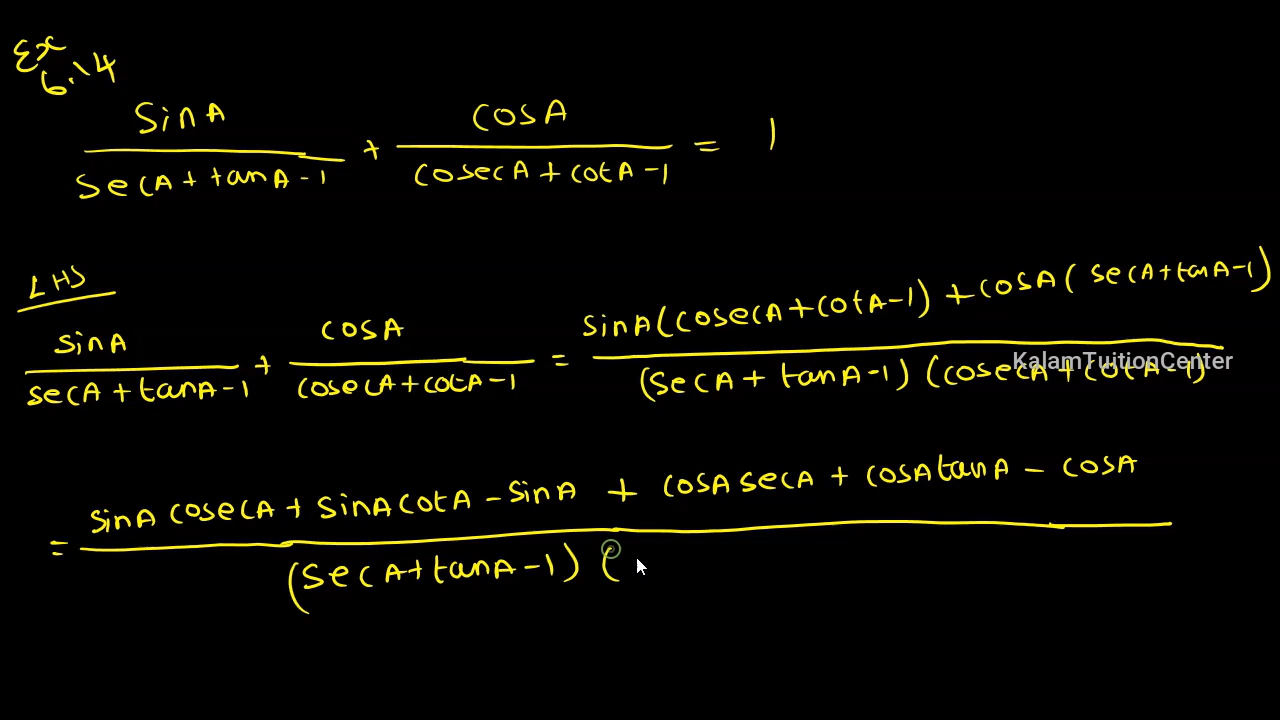 Ex
6.14
SinA / (SecA + tanA - 1) + cosA / (cosecA + cotA - 1) = 1
LHS
sinA / (secA + tanA - 1) + cosA / (cosecA + cotA - 1) = sinA(cosecA + cotA - 1) + cosA(secA + tanA - 1) / (secA + tanA - 1) (cosecA + cotA - 1)
KalamTuitionCenter
= sinA cosecA + sinA cotA - sinA + cosA secA + cosA tanA - cosA / (SecA + tanA - 1) (